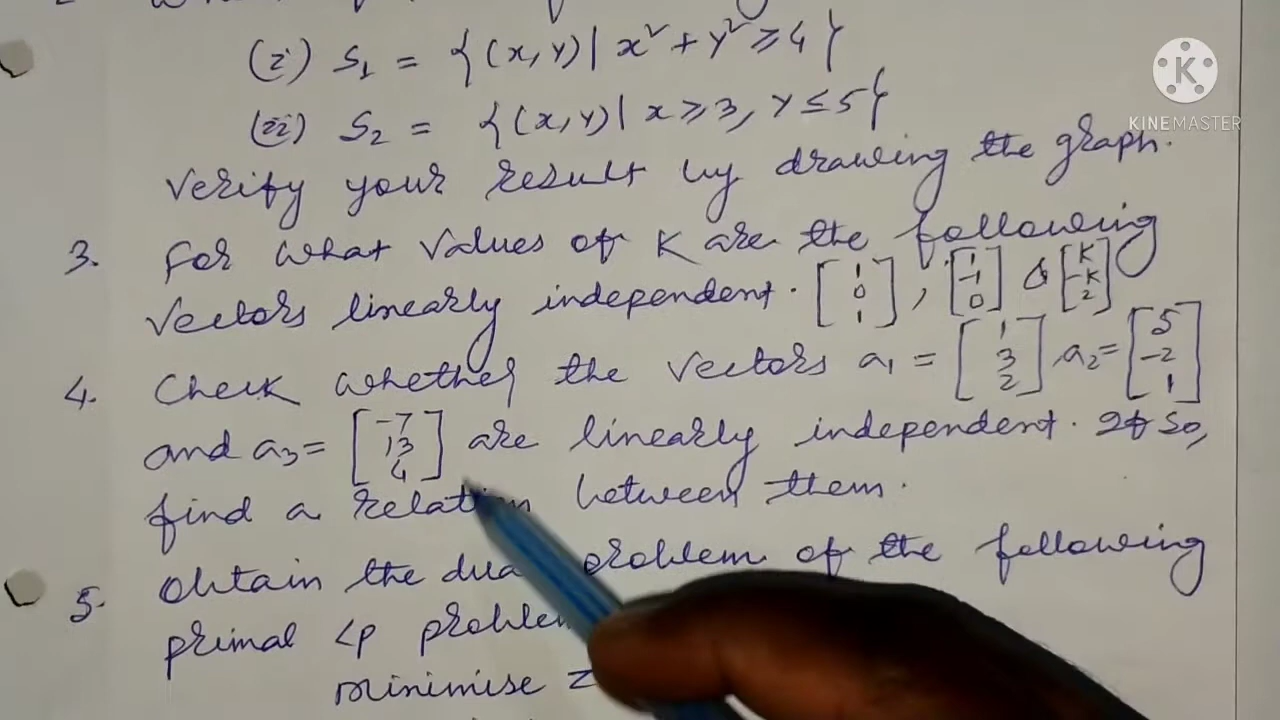 (i) S₁ = {(x,y) | x² + y² ≥ 4}
(ii) S₂ = {(x,y) | x ≥ 3, y ≤ 5}
Verify your result by drawing the graph.
3. For what values of K are the following
vectors linearly independent. [1 0 1], [1 -1 0] & [K -K 2]
4. Check whether the vectors a₁ = [1 3 2] a₂ = [5 -2 1]
and a₃ = [-7 13 4] are linearly independent. If so,
find a relation between them.
5. Obtain the dual problem of the following
primal LP problem
minimise Z
K
KINEMASTER